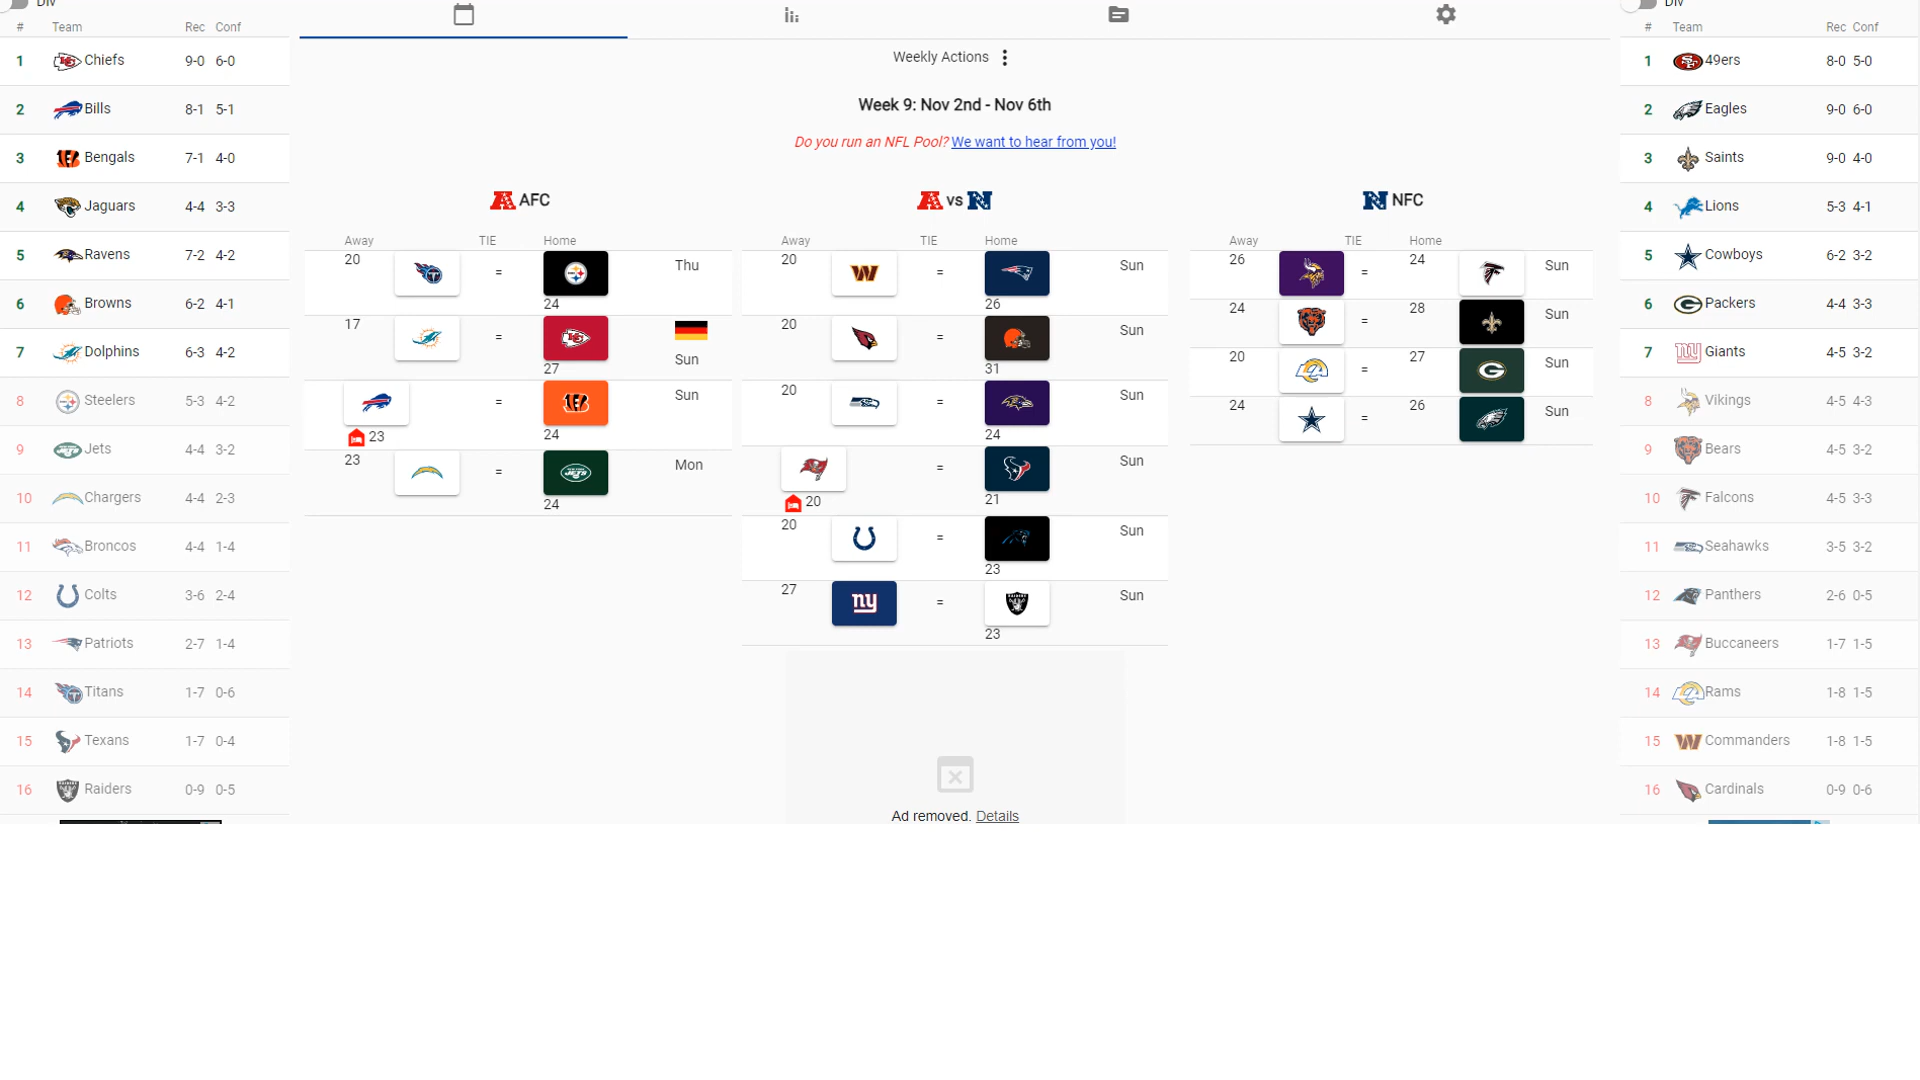 Div
# Team Rec Conf
1 Chiefs 9-0 6-0
2 Bills 8-1 5-1
3 Bengals 7-1 4-0
4 Jaguars 4-4 3-3
5 Ravens 7-2 4-2
6 Browns 6-2 4-1
7 Dolphins 6-3 4-2
8 Steelers 5-3 4-2
9 Jets 4-4 3-2
10 Chargers 4-4 2-3
11 Broncos 4-4 1-4
12 Colts 3-6 2-4
13 Patriots 2-7 1-4
14 Titans 1-7 0-6
15 Texans 1-7 0-4
16 Raiders 0-9 0-5
Weekly Actions
Week 9: Nov 2nd - Nov 6th
Do you run an NFL Pool? We want to hear from you!
AFC
Away TIE Home
20 = Thu
24
17 =
27 Sun
= Sun
23 24
23 = Mon
JETS
24
vs
Away TIE Home
20 = Sun
26
20 = Sun
31
20 = Sun
24
= Sun
20 21
20 = Sun
23
27 ny = RAIDERS Sun
23
NFC
Away TIE Home
26 = 24 Sun
24 = 28 Sun
20 = 27 G Sun
24 = 26 Sun
Ad removed. Details
Div
# Team Rec Conf
1 49ers 8-0 5-0
2 Eagles 9-0 6-0
3 Saints 9-0 4-0
4 Lions 5-3 4-1
5 Cowboys 6-2 3-2
6 Packers 4-4 3-3
7 Giants 4-5 3-2
8 Vikings 4-5 4-3
9 Bears 4-5 3-2
10 Falcons 4-5 3-3
11 Seahawks 3-5 3-2
12 Panthers 2-6 0-5
13 Buccaneers 1-7 1-5
14 Rams 1-8 1-5
15 Commanders 1-8 1-5
16 Cardinals 0-9 0-6